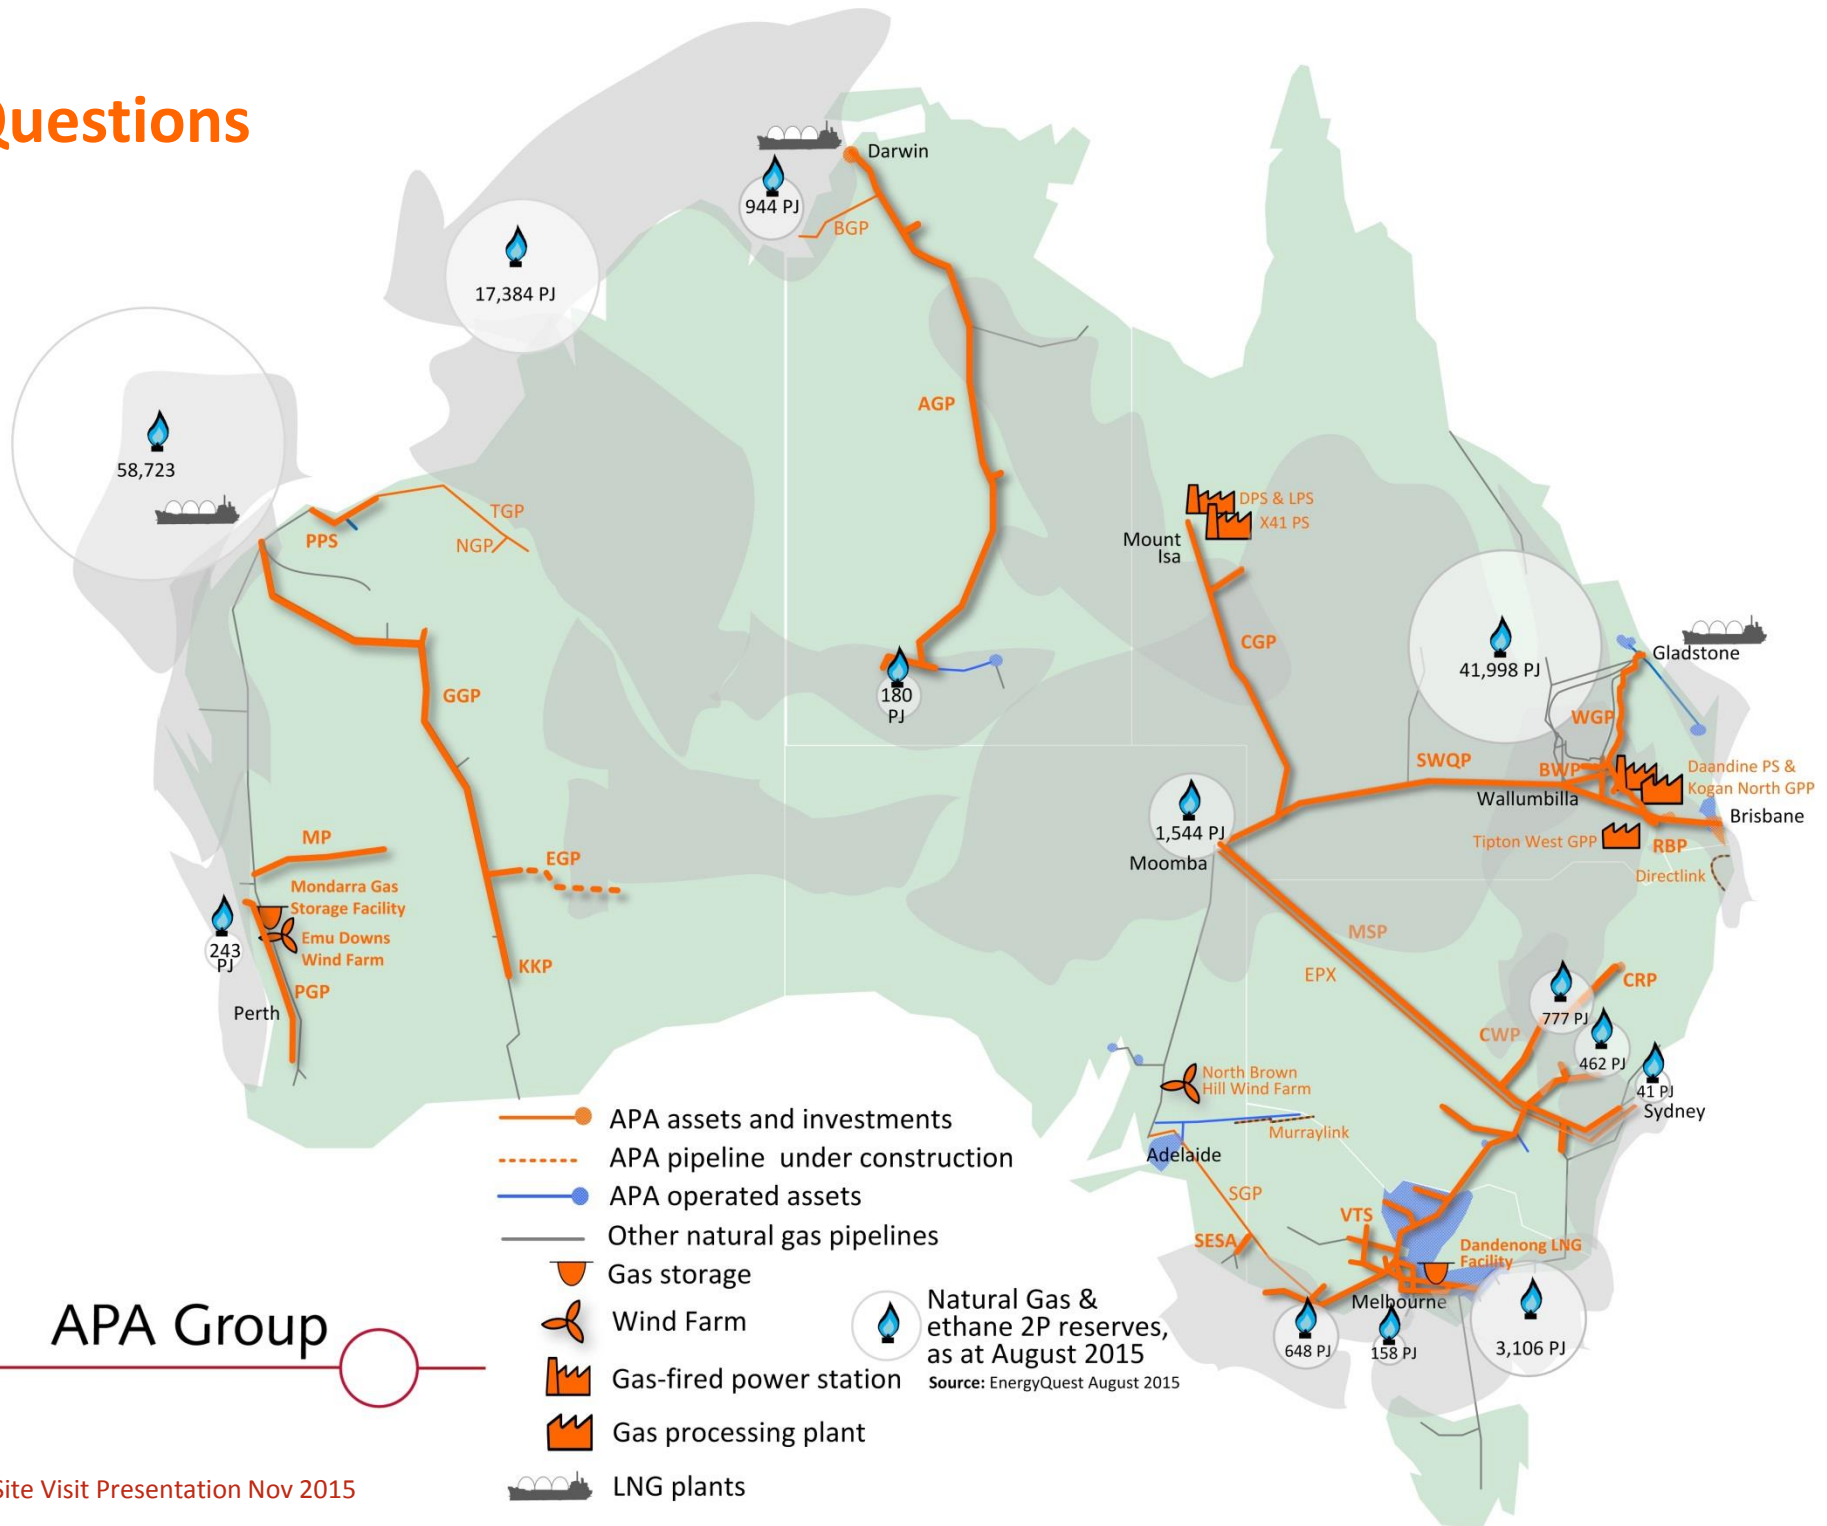 Questions
Darwin
944 PJ
BGP
17,384 PJ
58,723
AGP
TGP
NGP
PPS
DPS & LPS
X41 PS
Mount
Isa
CGP
41,998 PJ
Gladstone
WGP
GGP
180
PJ
SWQP
BWP
Daandine PS &
Kogan North GPP
Wallumbilla
Brisbane
1,544 PJ
Moomba
Tipton West GPP
RBP
Directlink
MP
EGP
Mondarra Gas
Storage Facility
Emu Downs
Wind Farm
243
PJ
KKP
PGP
Perth
MSP
EPX
CRP
777 PJ
CWP
462 PJ
41 PJ
Sydney
North Brown
Hill Wind Farm
Murraylink
Adelaide
SGP
SESA
VTS
Dandenong LNG
Facility
Melbourne
648 PJ
158 PJ
3,106 PJ
APA assets and investments
APA pipeline under construction
APA operated assets
Other natural gas pipelines
Gas storage
Wind Farm
Gas-fired power station
Gas processing plant
LNG plants
Natural Gas &
ethane 2P reserves,
as at August 2015
Source: EnergyQuest August 2015
APA Group
Site Visit Presentation Nov 2015